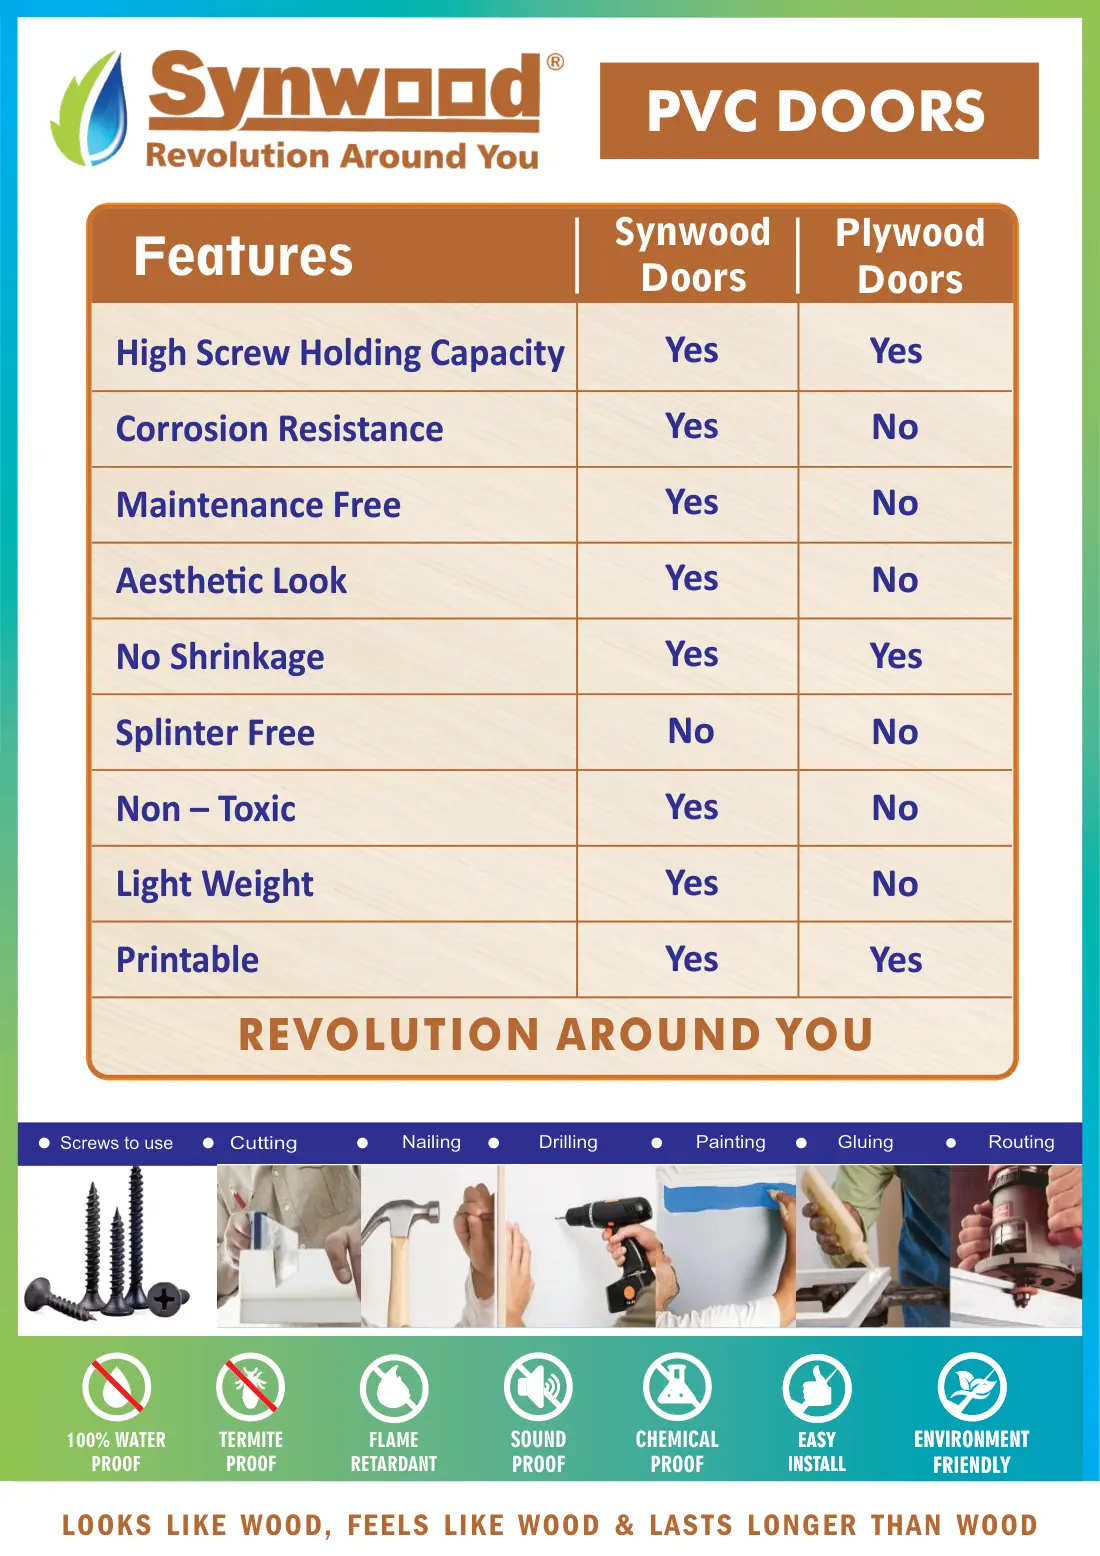 Synwood®
Revolution Around You
PVC DOORS
Features
Synwood
Doors
Plywood
Doors
High Screw Holding Capacity Yes Yes
Corrosion Resistance Yes No
Maintenance Free Yes No
Aesthetic Look Yes No
No Shrinkage Yes Yes
Splinter Free No No
Non – Toxic Yes No
Light Weight Yes No
Printable Yes Yes
REVOLUTION AROUND YOU
• Screws to use • Cutting • Nailing • Drilling • Painting • Gluing • Routing
100% WATER
PROOF
TERMITE
PROOF
FLAME
RETARDANT
SOUND
PROOF
CHEMICAL
PROOF
EASY
INSTALL
ENVIRONMENT
FRIENDLY
LOOKS LIKE WOOD, FEELS LIKE WOOD & LASTS LONGER THAN WOOD